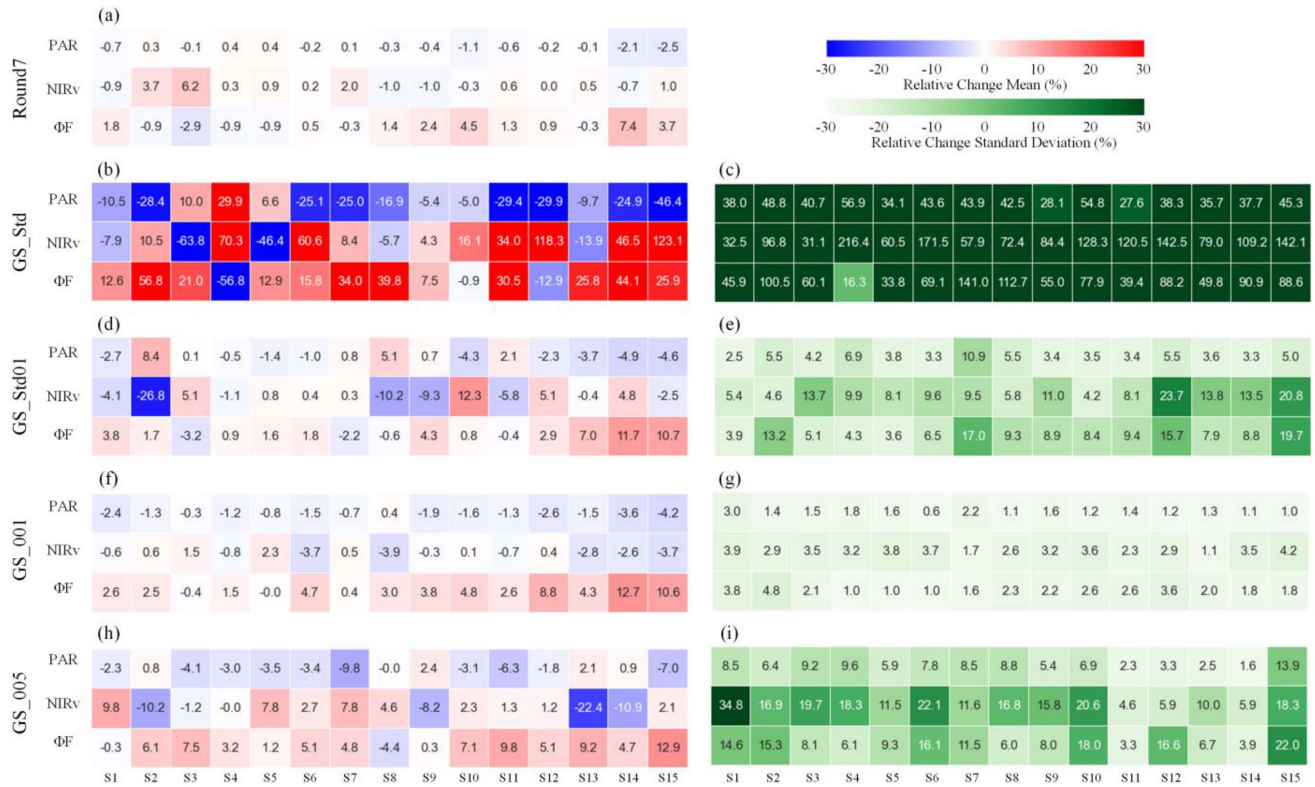 (a)
Round7
PAR -0.7 0.3 -0.1 0.4 0.4 -0.2 0.1 -0.3 -0.4 -1.1 -0.6 -0.2 -0.1 -2.1 -2.5
NIRv -0.9 3.7 6.2 0.3 0.9 0.2 2.0 -1.0 -1.0 -0.3 0.6 0.0 0.5 -0.7 1.0
ΦF 1.8 -0.9 -2.9 -0.9 -0.9 0.5 -0.3 1.4 2.4 4.5 1.3 0.9 -0.3 7.4 3.7
-30 -20 -10 0 10 20 30
Relative Change Mean (%)
-30 -20 -10 0 10 20 30
Relative Change Standard Deviation (%)
(b)
GS_Std
PAR -10.5 -28.4 10.0 29.9 6.6 -25.1 -25.0 -16.9 -5.4 -5.0 -29.4 -29.9 -9.7 -24.9 -46.4
NIRv -7.9 10.5 -63.8 70.3 -46.4 60.6 8.4 -5.7 4.3 16.1 34.0 118.3 -13.9 46.5 123.1
ΦF 12.6 56.8 21.0 -56.8 12.9 15.8 34.0 39.8 7.5 -0.9 30.5 -12.9 25.8 44.1 25.9
(c)
38.0 48.8 40.7 56.9 34.1 43.6 43.9 42.5 28.1 54.8 27.6 38.3 35.7 37.7 45.3
32.5 96.8 31.1 216.4 60.5 171.5 57.9 72.4 84.4 128.3 120.5 142.5 79.0 109.2 142.1
45.9 100.5 60.1 16.3 33.8 69.1 141.0 112.7 55.0 77.9 39.4 88.2 49.8 90.9 88.6
(d)
GS_Std01
PAR -2.7 8.4 0.1 -0.5 -1.4 -1.0 0.8 5.1 0.7 -4.3 2.1 -2.3 -3.7 -4.9 -4.6
NIRv -4.1 -26.8 5.1 -1.1 0.8 0.4 0.3 -10.2 -9.3 12.3 -5.8 5.1 -0.4 4.8 -2.5
ΦF 3.8 1.7 -3.2 0.9 1.6 1.8 -2.2 -0.6 4.3 0.8 -0.4 2.9 7.0 11.7 10.7
(e)
2.5 5.5 4.2 6.9 3.8 3.3 10.9 5.5 3.4 3.5 3.4 5.5 3.6 3.3 5.0
5.4 4.6 13.7 9.9 8.1 9.6 9.5 5.8 11.0 4.2 8.1 23.7 13.8 13.5 20.8
3.9 13.2 5.1 4.3 3.6 6.5 17.0 9.3 8.9 8.4 9.4 15.7 7.9 8.8 19.7
(f)
GS_001
PAR -2.4 -1.3 -0.3 -1.2 -0.8 -1.5 -0.7 0.4 -1.9 -1.6 -1.3 -2.6 -1.5 -3.6 -4.2
NIRv -0.6 0.6 1.5 -0.8 2.3 -3.7 0.5 -3.9 -0.3 0.1 -0.7 0.4 -2.8 -2.6 -3.7
ΦF 2.6 2.5 -0.4 1.5 -0.0 4.7 0.4 3.0 3.8 4.8 2.6 8.8 4.3 12.7 10.6
(g)
3.0 1.4 1.5 1.8 1.6 0.6 2.2 1.1 1.6 1.2 1.4 1.2 1.3 1.1 1.0
3.9 2.9 3.5 3.2 3.8 3.7 1.7 2.6 3.2 3.6 2.3 2.9 1.1 3.5 4.2
3.8 4.8 2.1 1.0 1.0 1.0 1.6 2.3 2.2 2.6 2.6 3.6 2.0 1.8 1.8
(h)
GS_005
PAR -2.3 0.8 -4.1 -3.0 -3.5 -3.4 -9.8 -0.0 2.4 -3.1 -6.3 -1.8 2.1 0.9 -7.0
NIRv 9.8 -10.2 -1.2 -0.0 7.8 2.7 7.8 4.6 -8.2 2.3 1.3 1.2 -22.4 -10.9 2.1
ΦF -0.3 6.1 7.5 3.2 1.2 5.1 4.8 -4.4 0.3 7.1 9.8 5.1 9.2 4.7 12.9
S1 S2 S3 S4 S5 S6 S7 S8 S9 S10 S11 S12 S13 S14 S15
(i)
8.5 6.4 9.2 9.6 5.9 7.8 8.5 8.8 5.4 6.9 2.3 3.3 2.5 1.6 13.9
34.8 16.9 19.7 18.3 11.5 22.1 11.6 16.8 15.8 20.6 4.6 5.9 10.0 5.9 18.3
14.6 15.3 8.1 6.1 9.3 16.1 11.5 6.0 8.0 18.0 3.3 16.6 6.7 3.9 22.0
S1 S2 S3 S4 S5 S6 S7 S8 S9 S10 S11 S12 S13 S14 S15